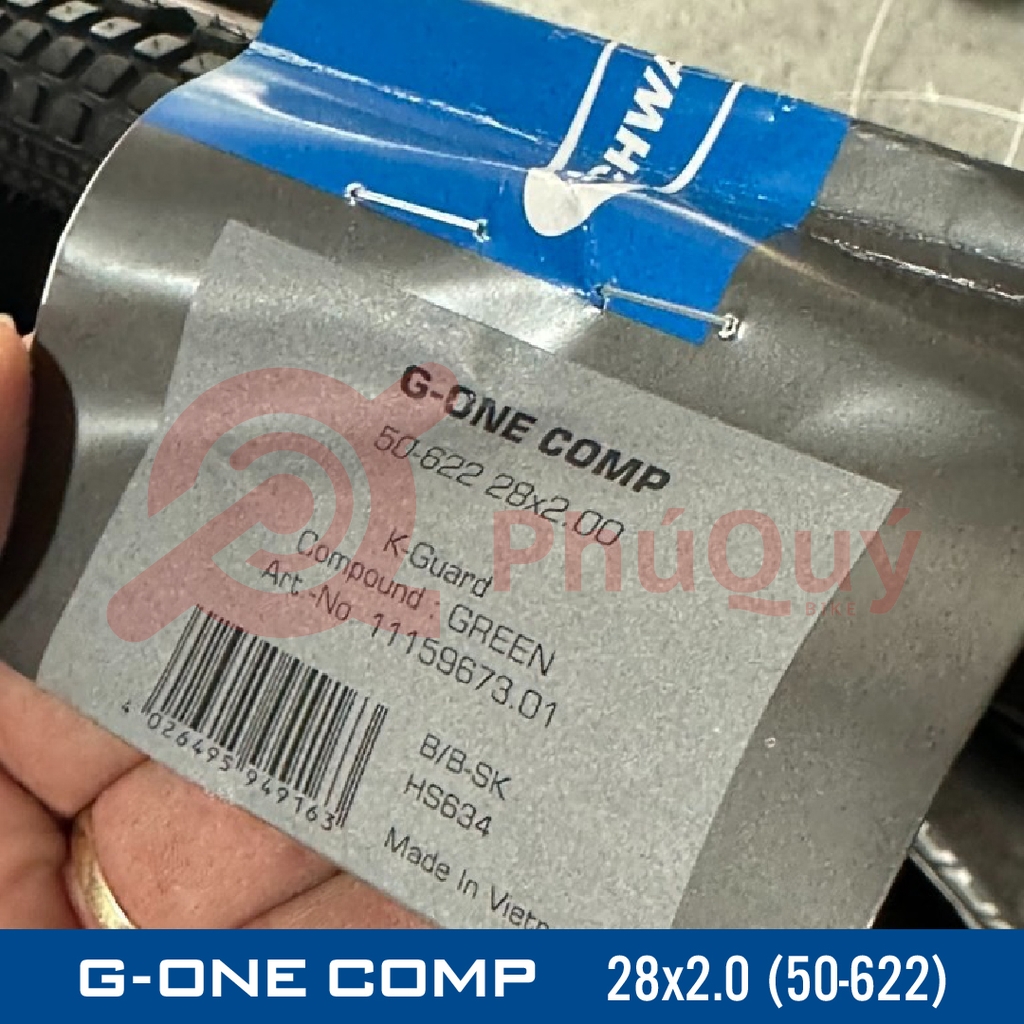 G-ONE COMP
50-622 28x2.00
K-Guard
Compound : GREEN
Art.-No. 11159673.01
4 026495 949163
B/B-SK
HS634
Made In
PhúQuý
BIKE
G-ONE COMP 28x2.0 (50-622)